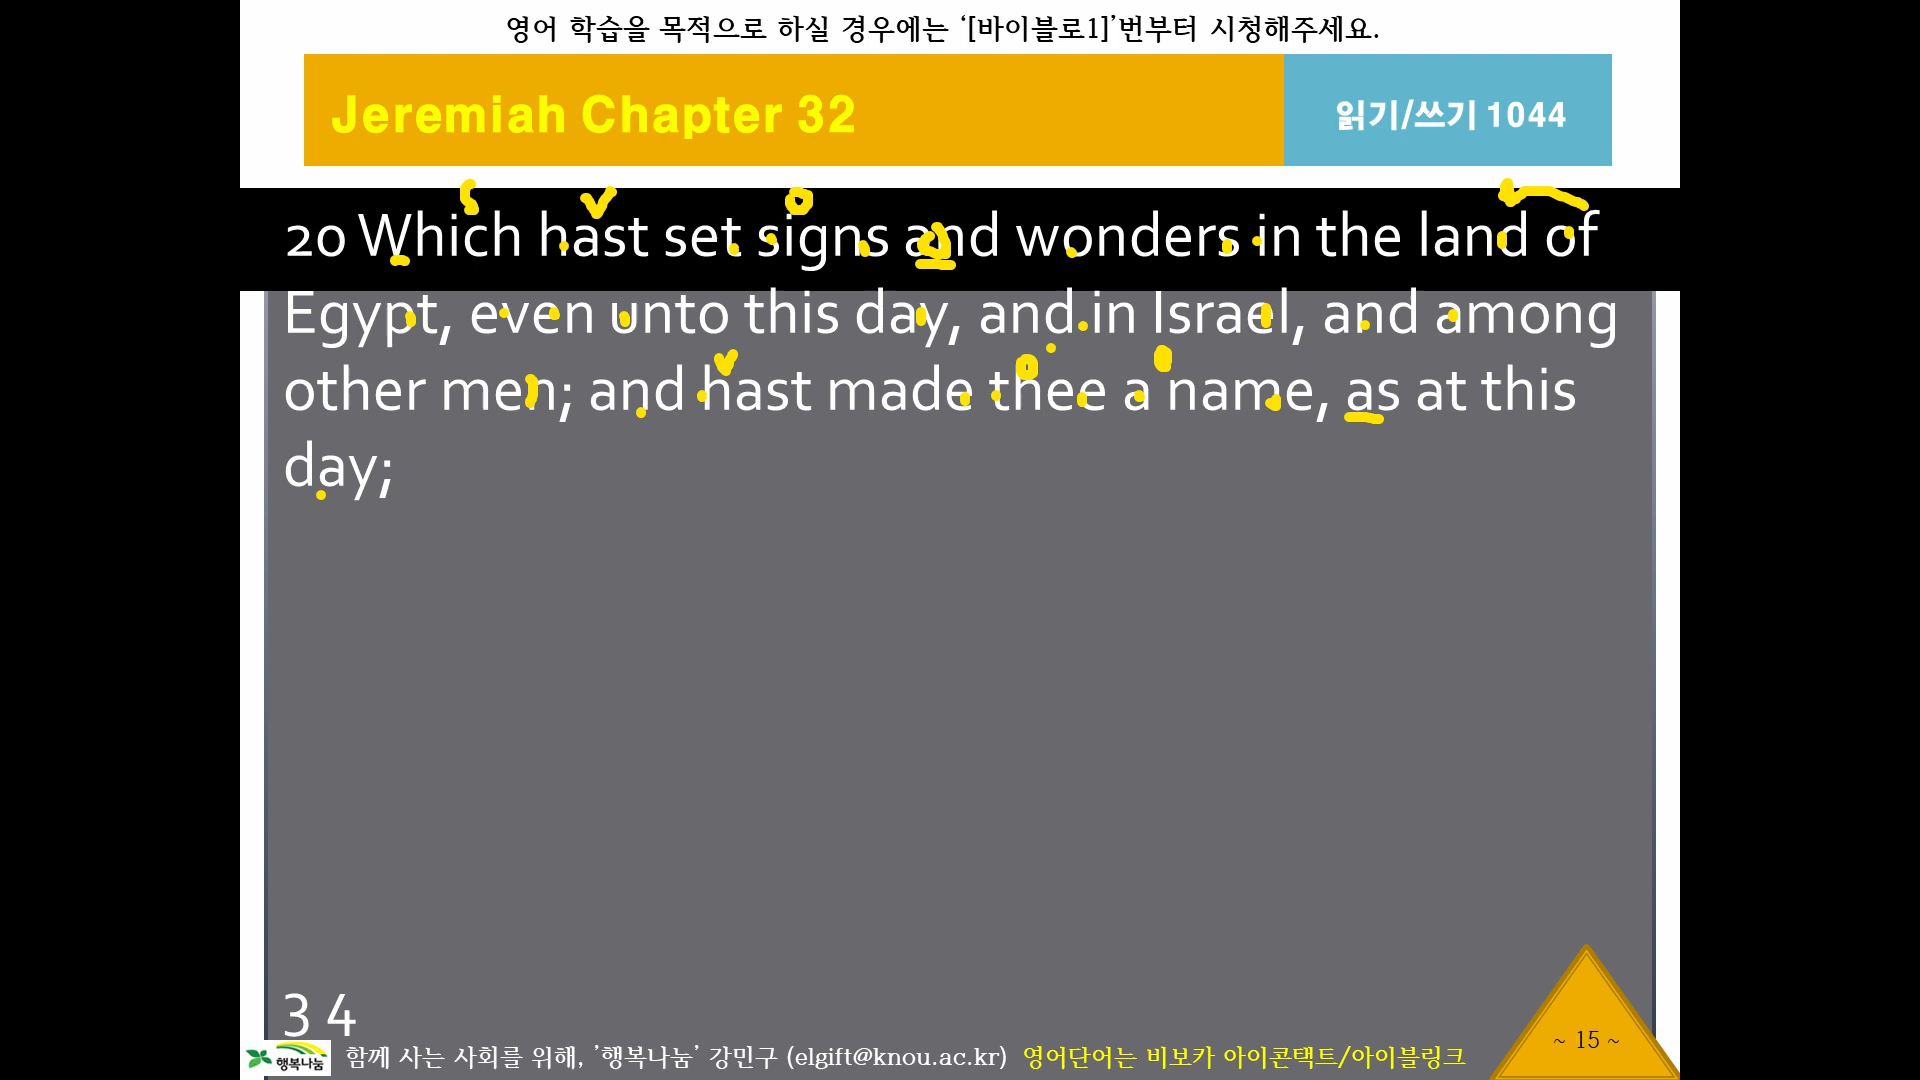 영어 학습을 목적으로 하실 경우에는 ‘[바이블로1]’번부터 시청해주세요.
Jeremiah Chapter 32
읽기/쓰기 1044
20 Which hast set signs and wonders in the land of
Egypt, even unto this day, and in Israel, and among
other men; and hast made thee a name, as at this
day;
3 4
행복나눔
함께 사는 사회를 위해, ’행복나눔’ 강민구 (elgift@knou.ac.kr) 영어단어는 비보카 아이콘택트/아이블링크
~ 15 ~